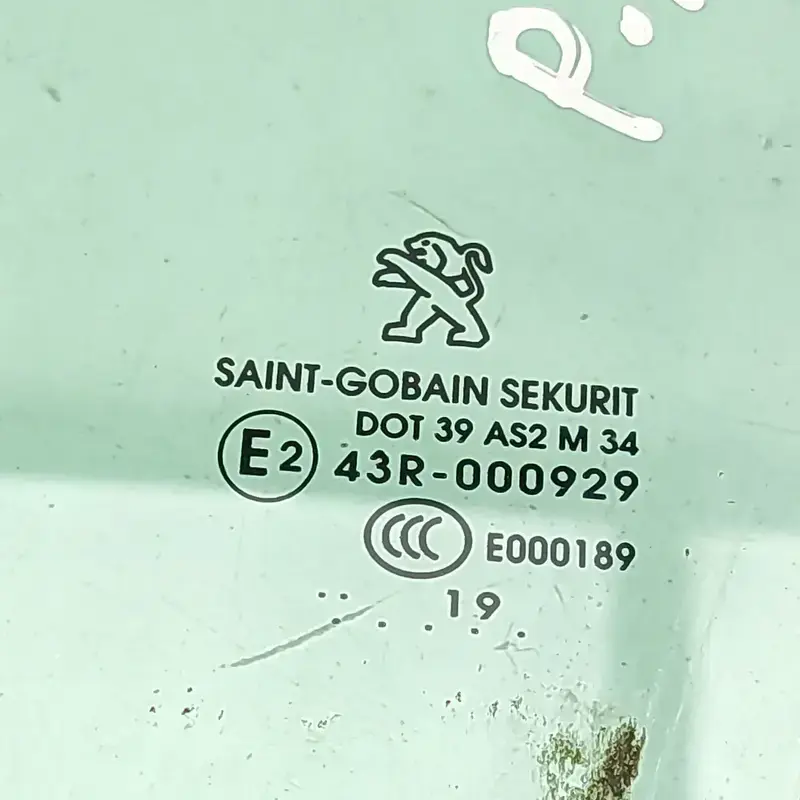 P.
SAINT-GOBAIN SEKURIT
DOT 39 AS2 M 34
E2 43R-000929
CCC E000189
.. 19